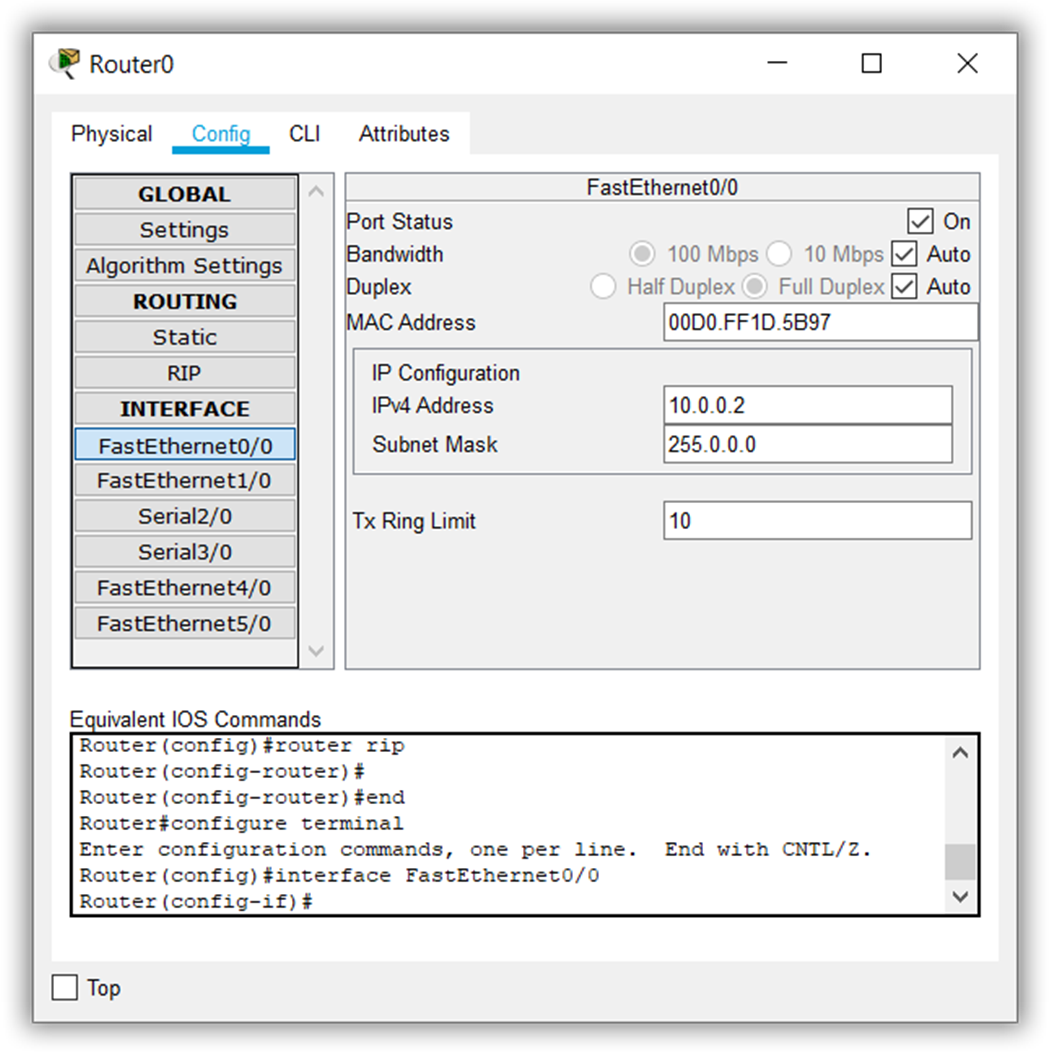 Router0
Physical Config CLI Attributes
GLOBAL
Settings
Algorithm Settings
ROUTING
Static
RIP
INTERFACE
FastEthernet0/0
FastEthernet1/0
Serial2/0
Serial3/0
FastEthernet4/0
FastEthernet5/0
FastEthernet0/0
Port Status On
Bandwidth 100 Mbps 10 Mbps Auto
Duplex Half Duplex Full Duplex Auto
MAC Address 00D0.FF1D.5B97
IP Configuration
IPv4 Address 10.0.0.2
Subnet Mask 255.0.0.0
Tx Ring Limit 10
Equivalent IOS Commands
Router(config)#router rip
Router(config-router)#
Router(config-router)#end
Router#configure terminal
Enter configuration commands, one per line.  End with CNTL/Z.
Router(config)#interface FastEthernet0/0
Router(config-if)#
Top